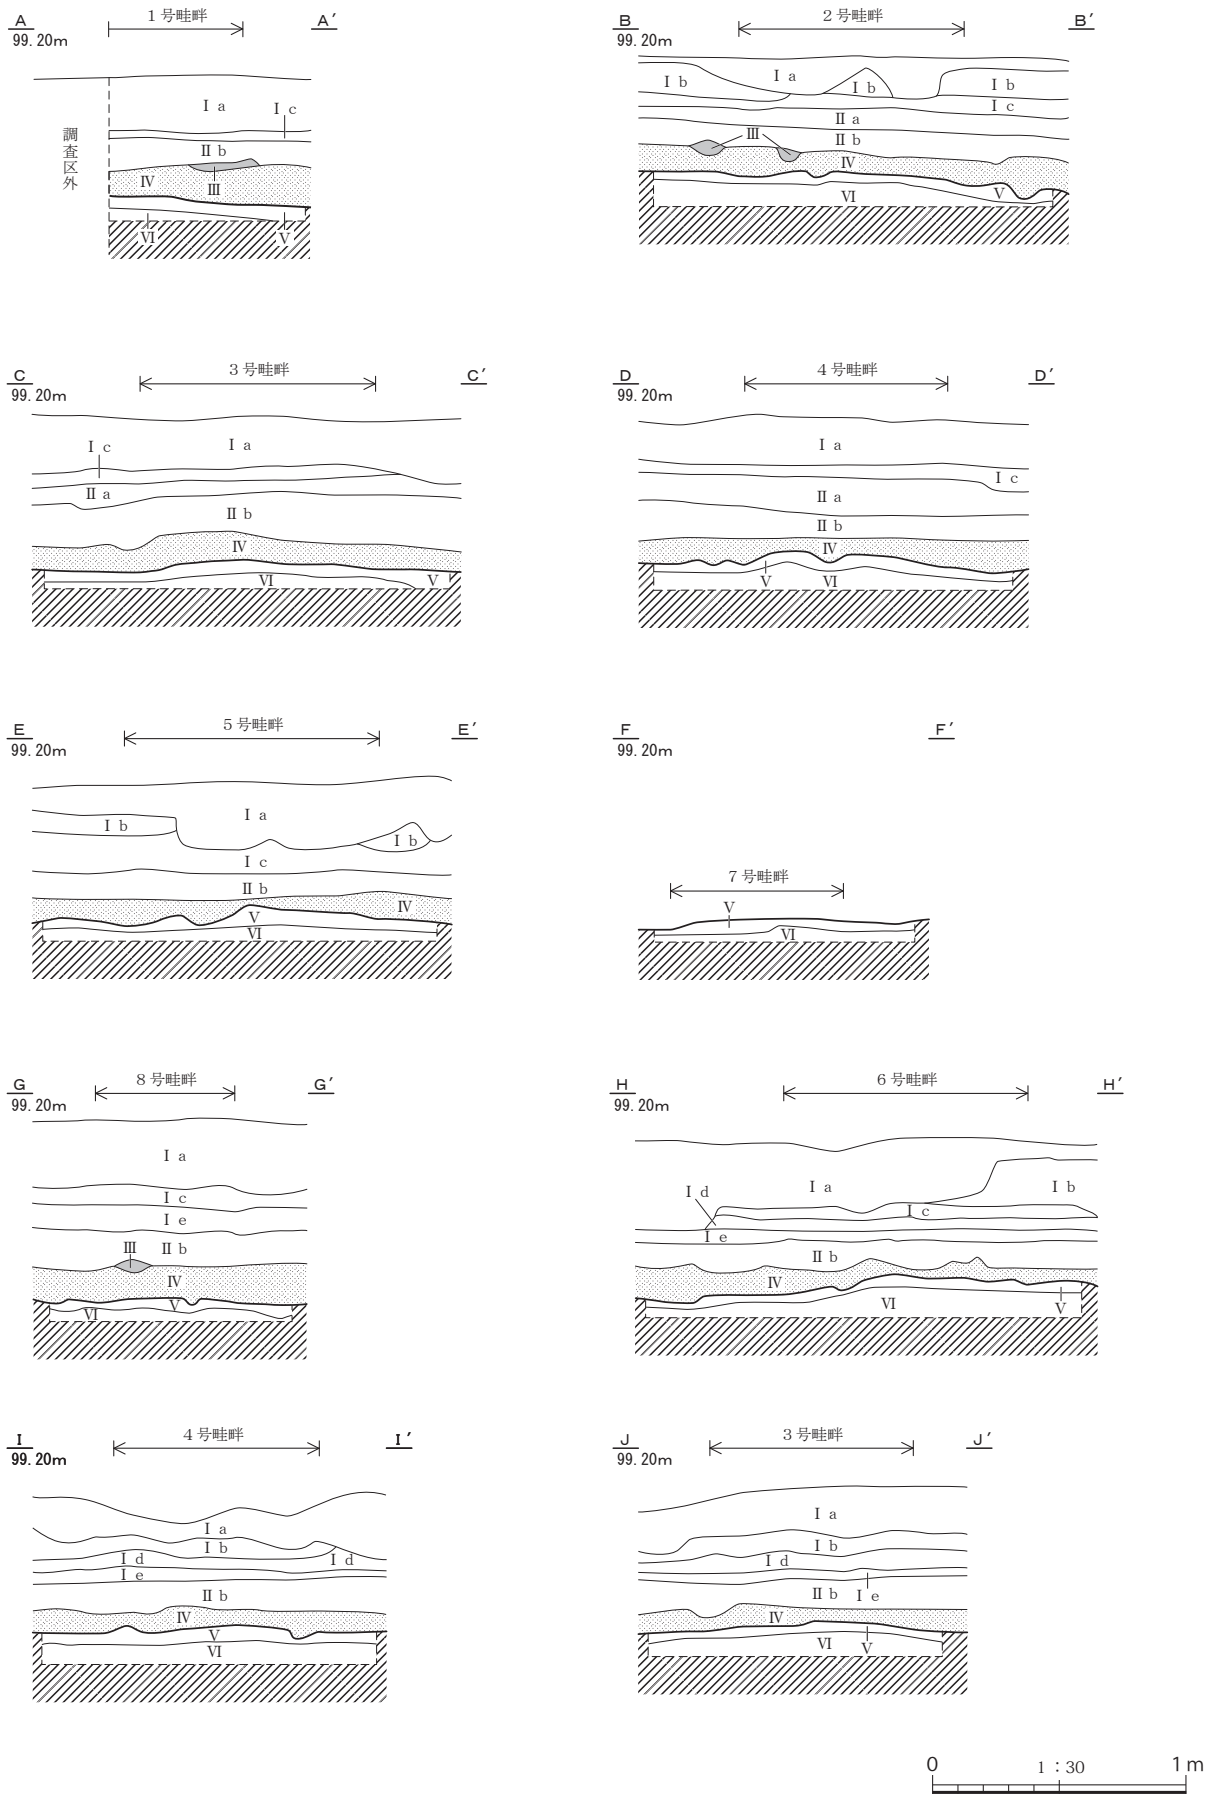 A 1号畦畔 A′
99.20m
Ⅰa
Ⅰc
調査区外
Ⅱb
Ⅳ
Ⅲ
Ⅵ Ⅴ
B 2号畦畔 B′
99.20m
Ⅰb Ⅰa Ⅰb Ⅰb
Ⅰc
Ⅱa
Ⅲ Ⅱb
Ⅳ
Ⅵ Ⅴ
C 3号畦畔 C′
99.20m
Ⅰc Ⅰa
Ⅱa
Ⅱb
Ⅳ
Ⅵ Ⅴ
D 4号畦畔 D′
99.20m
Ⅰa
Ⅰc
Ⅱa
Ⅱb
Ⅳ
Ⅴ Ⅵ
E 5号畦畔 E′
99.20m
Ⅰa
Ⅰb Ⅰb
Ⅰc
Ⅱb
Ⅳ
Ⅴ
Ⅵ
F F′
99.20m
7号畦畔
Ⅴ
Ⅵ
G 8号畦畔 G′
99.20m
Ⅰa
Ⅰc
Ⅰe
Ⅲ Ⅱb
Ⅳ
Ⅴ
Ⅵ
H 6号畦畔 H′
99.20m
Ⅰd Ⅰa Ⅰb
Ⅰc
Ⅰe
Ⅱb
Ⅳ
Ⅵ Ⅴ
I 4号畦畔 I′
99.20m
Ⅰa
Ⅰb
Ⅰd Ⅰd
Ⅰe
Ⅱb
Ⅳ
Ⅴ
Ⅵ
J 3号畦畔 J′
99.20m
Ⅰa
Ⅰb
Ⅰd
Ⅱb Ⅰe
Ⅳ
Ⅵ Ⅴ
0 1:30 1m